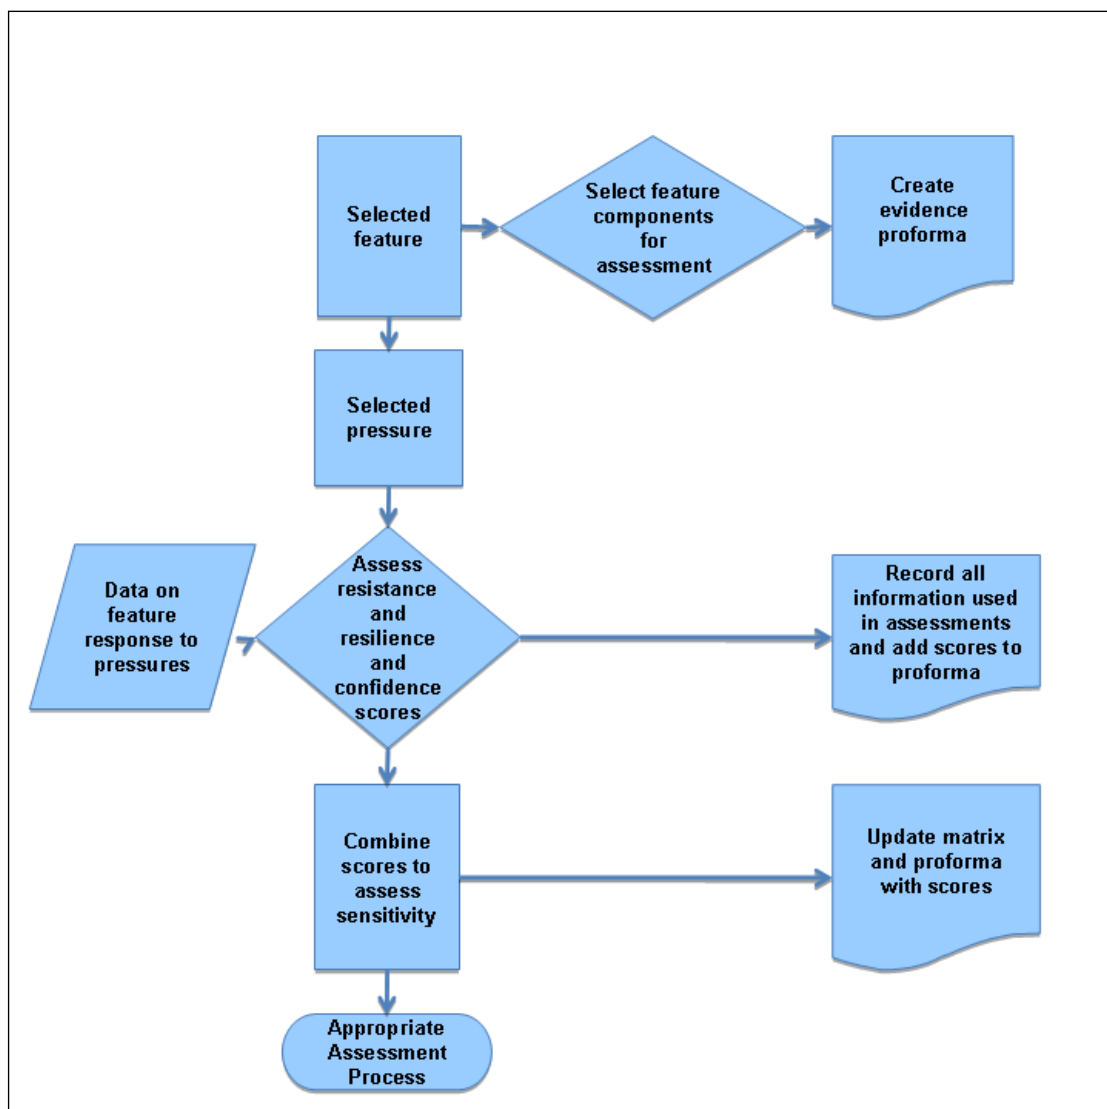 Selected
feature
Select feature
components
for
assessment
Create
evidence
proforma
Selected
pressure
Data on
feature
response to
pressures
Assess
resistance
and
resilience
and
confidence
scores
Record all
information used
in assessments
and add scores to
proforma
Combine
scores to
assess
sensitivity
Update matrix
and proforma
with scores
Appropriate
Assessment
Process